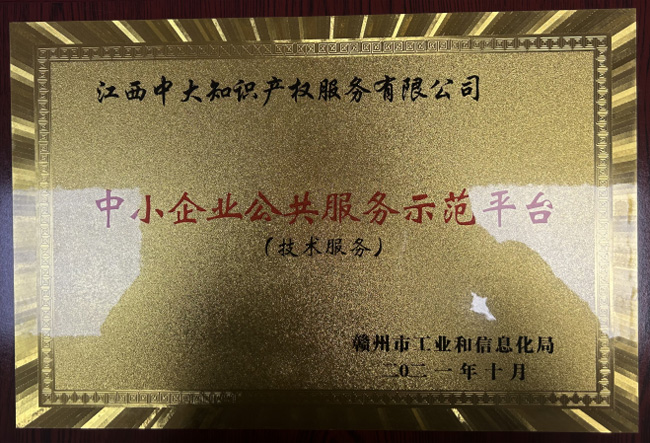 江西中大知识产权服务有限公司
中小企业公共服务示范平台
（技术服务）
赣州市工业和信息化局
二〇二一年十月